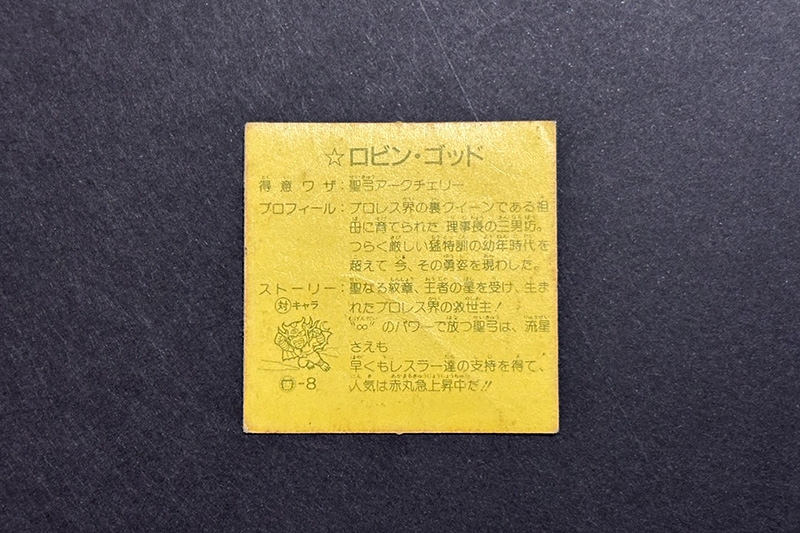 ☆ロビン・ゴッド
得意ワザ:聖弓アークチェリー
プロフィール:プロレス界の裏クイーンである祖
母に育てられた 理事長の三男坊。
つらく厳しい猛特訓の幼年時代を
超えて 今、その勇姿を現わした。
ストーリー:聖なる紋章、王者の星を受け、生ま
対キャラ れたプロレス界の救世主!
"∞" のパワーで放つ聖弓は、流星
さえも
早くもレスラー達の支持を得て、
-8 人気は赤丸急上昇中だ!!